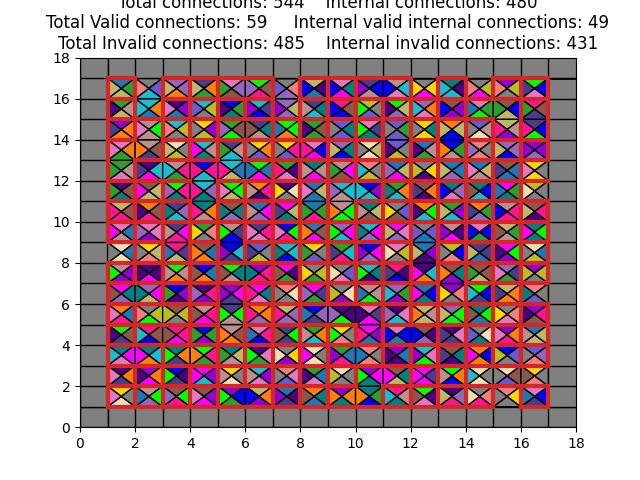 Total connections: 544    Internal connections: 480
Total Valid connections: 59    Internal valid internal connections: 49
Total Invalid connections: 485    Internal invalid connections: 431
18
16
14
12
10
8
6
4
2
0
0 2 4 6 8 10 12 14 16 18